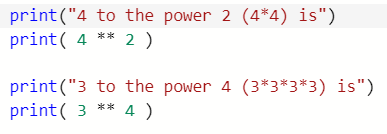 print("4 to the power 2 (4*4) is")
print( 4 ** 2 )
print("3 to the power 4 (3*3*3*3) is")
print( 3 ** 4 )